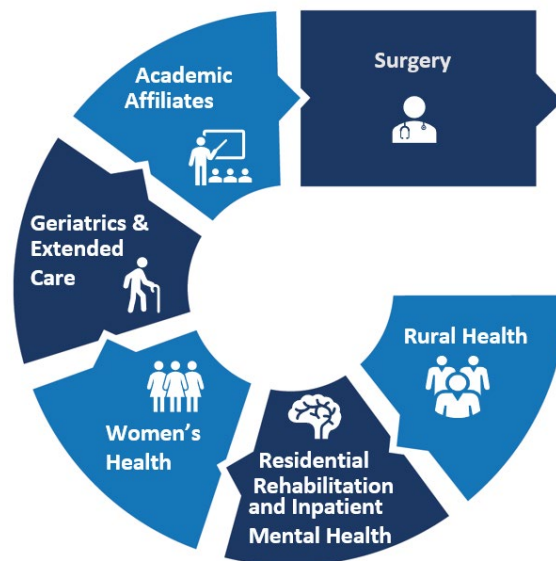 Academic
Affiliates
Surgery
Geriatrics &
Extended
Care
Rural Health
Women's
Health
Residential
Rehabilitation
and Inpatient
Mental Health